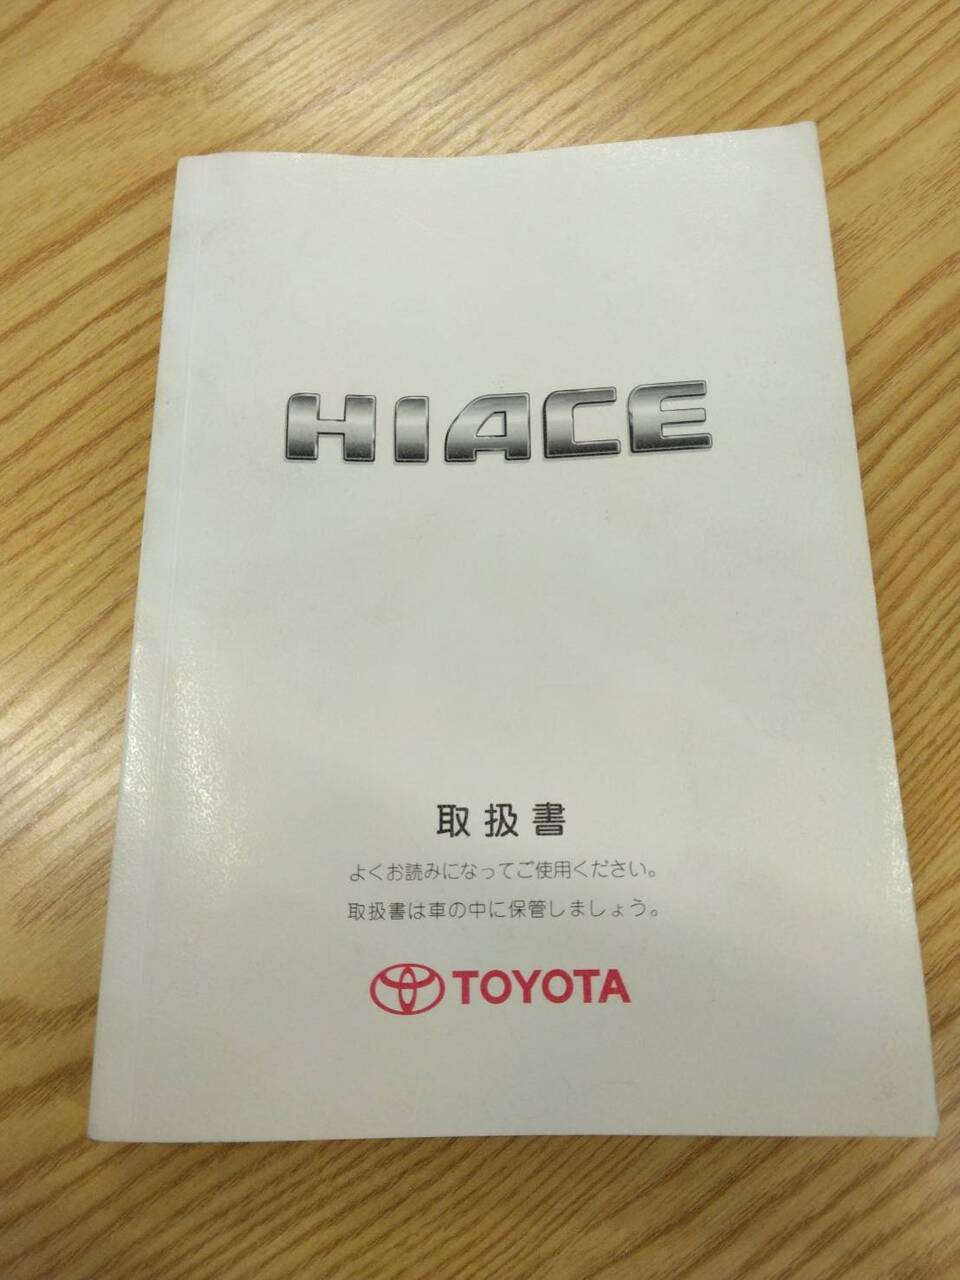 HIACE
取扱書
よくお読みになってご使用ください。
取扱書は車の中に保管しましょう。
TOYOTA